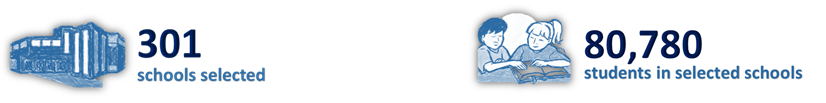 301
schools selected
80,780
students in selected schools